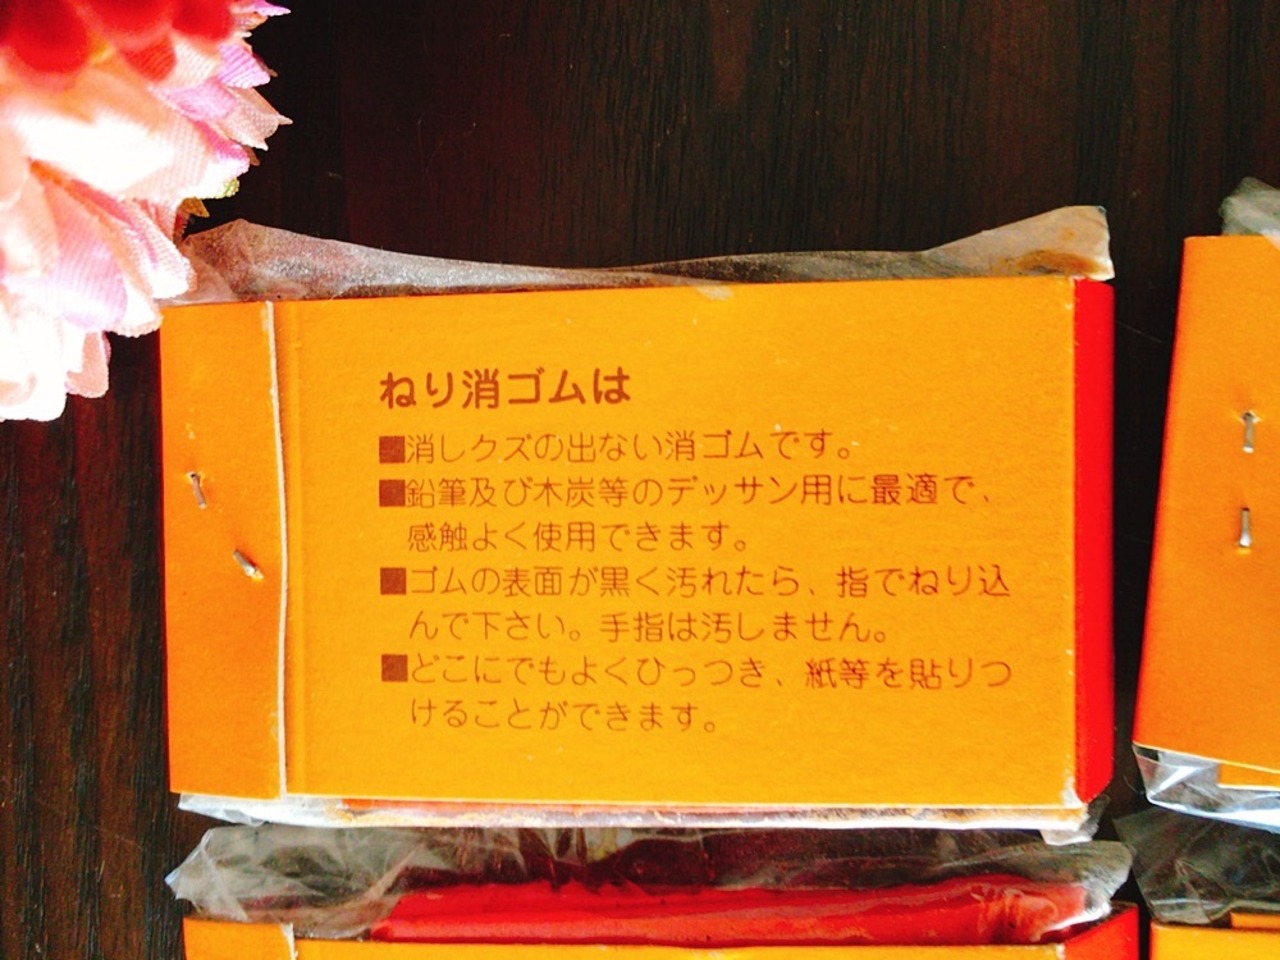 ねり消ゴムは
■消しクズの出ない消ゴムです。
■鉛筆及び木炭等のデッサン用に最適で、
感触よく使用できます。
■ゴムの表面が黒く汚れたら、指でねり込
んで下さい。手指は汚しません。
■どこにでもよくひっつき、紙等を貼りつ
けることができます。